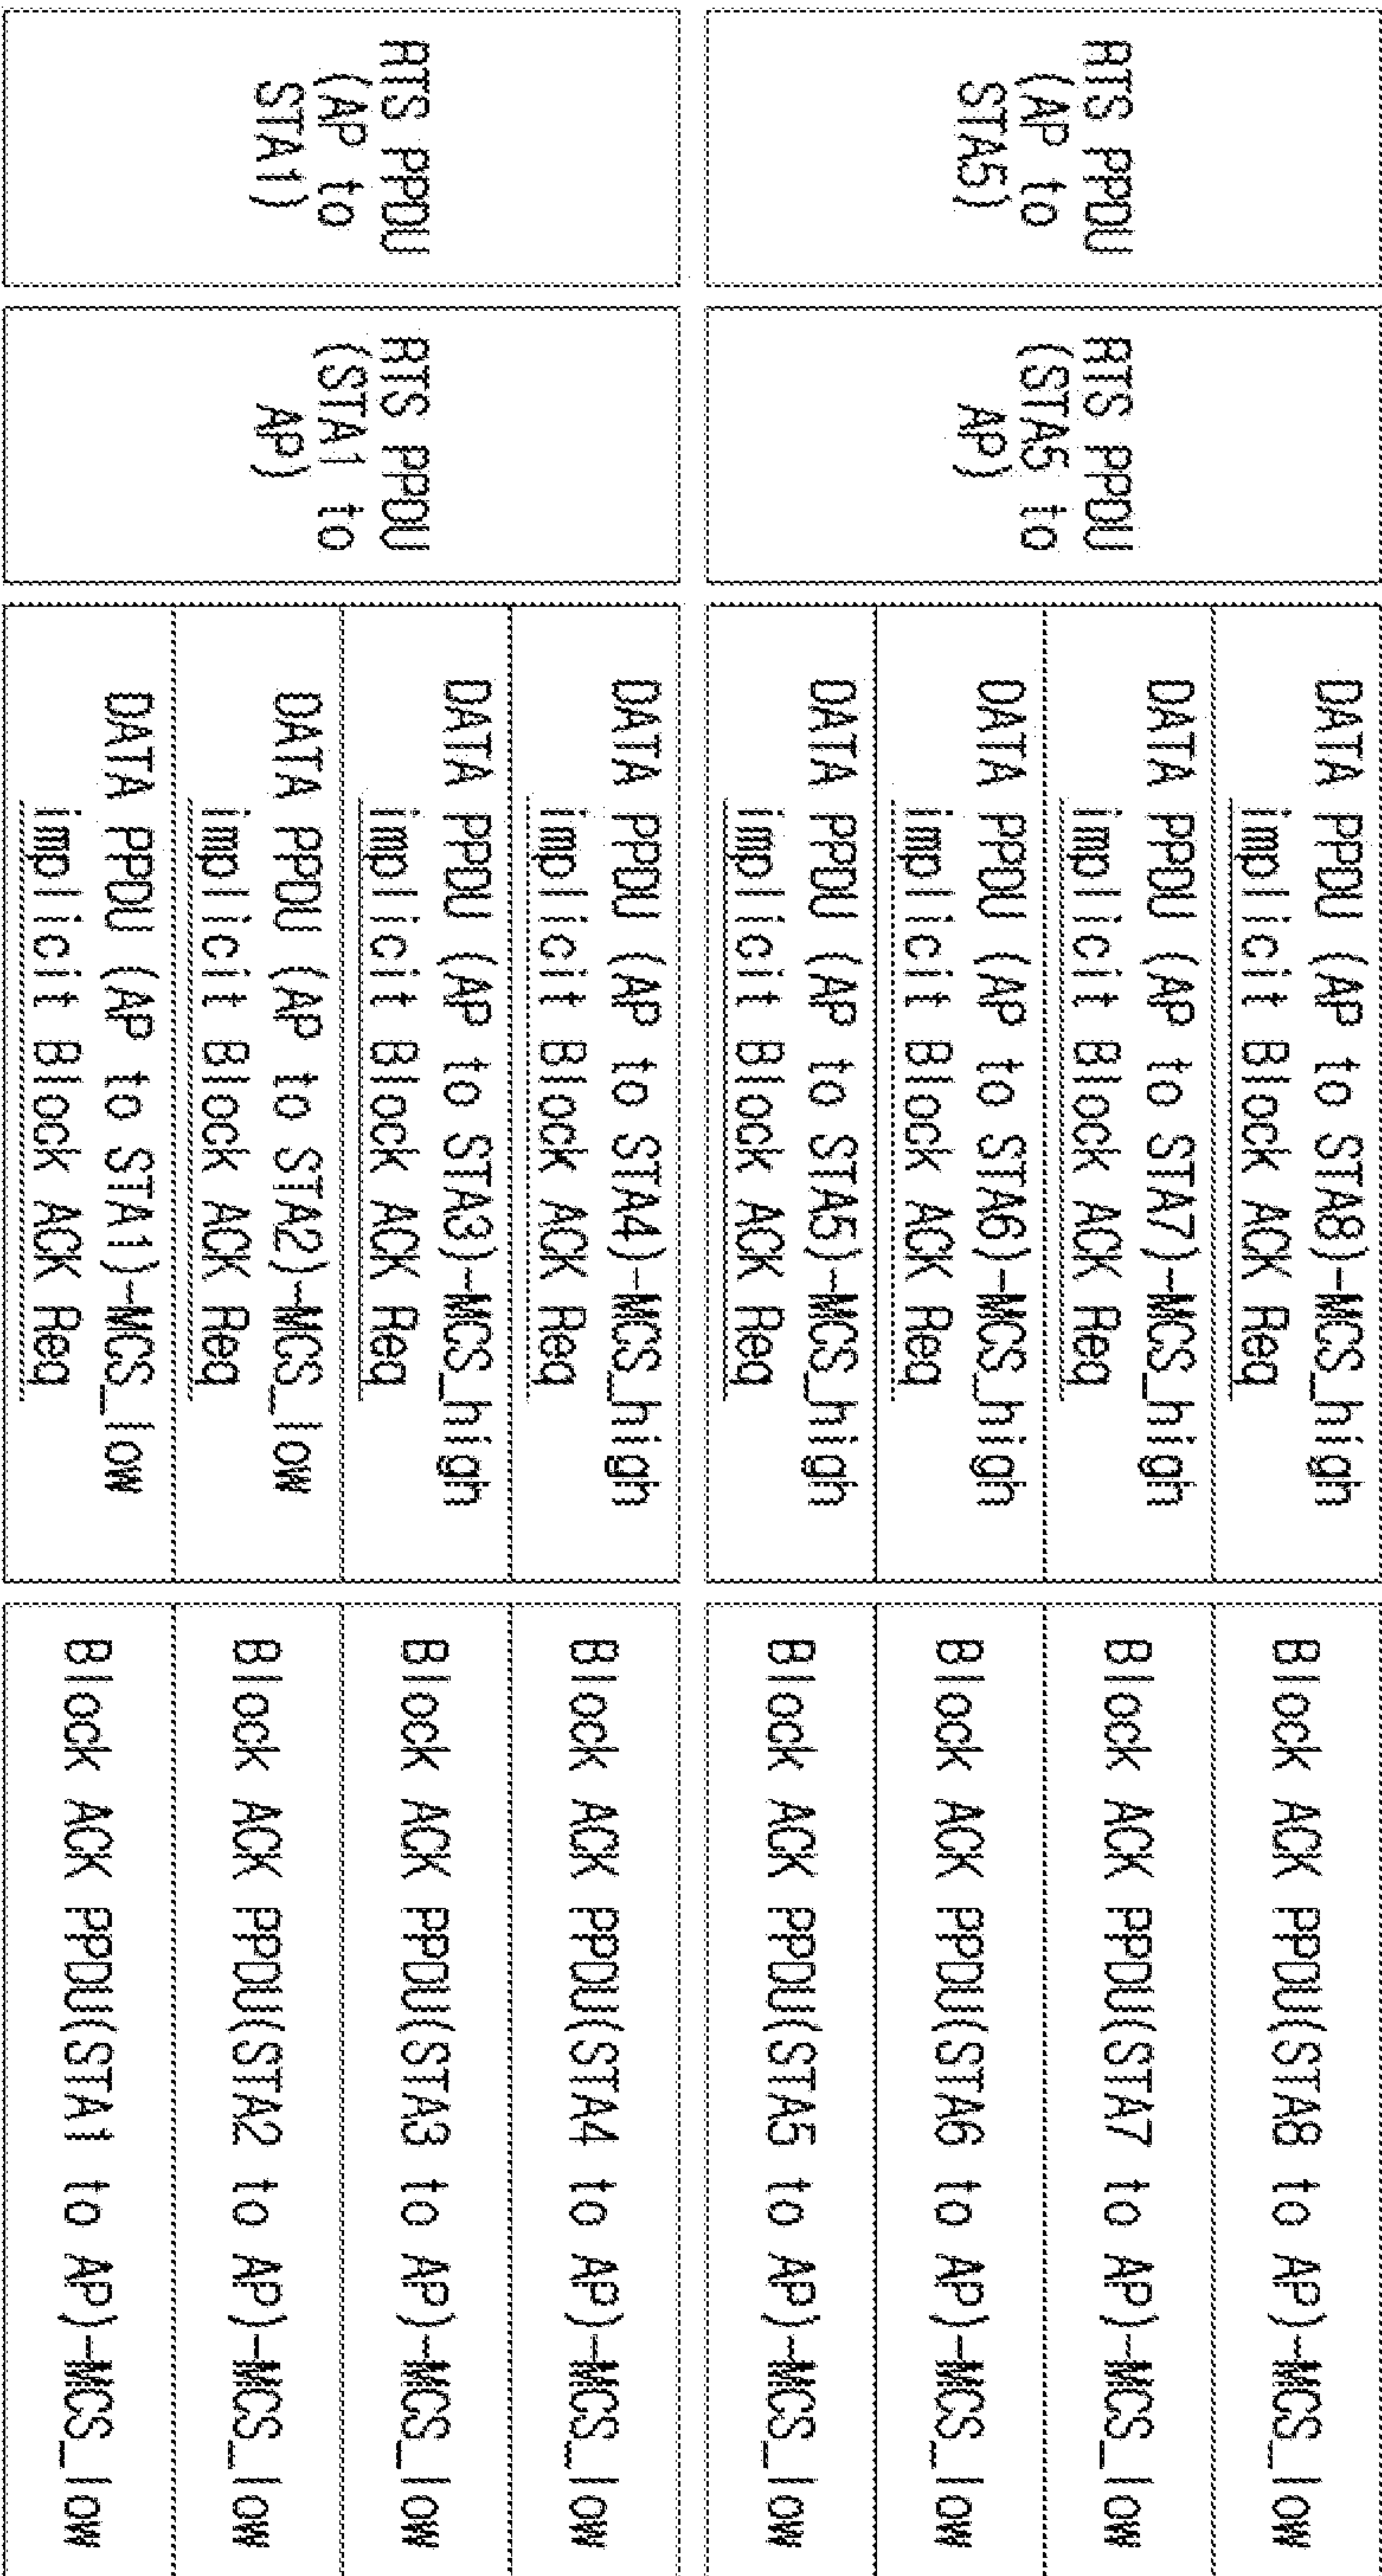 RTS PPDU
(AP to
STA5)
RTS PPDU
(STA5 to
AP)
DATA PPDU (AP to STA8)-MCS_high
implicit Block ACK Req
DATA PPDU (AP to STA7)-MCS_high
implicit Block ACK Req
DATA PPDU (AP to STA6)-MCS_high
implicit Block ACK Req
DATA PPDU (AP to STA5)-MCS_high
implicit Block ACK Req
Block ACK PPDU(STA8 to AP)-MCS_low
Block ACK PPDU(STA7 to AP)-MCS_low
Block ACK PPDU(STA6 to AP)-MCS_low
Block ACK PPDU(STA5 to AP)-MCS_low
RTS PPDU
(AP to
STA1)
RTS PPDU
(STA1 to
AP)
DATA PPDU (AP to STA4)-MCS_high
implicit Block ACK Req
DATA PPDU (AP to STA3)-MCS_high
implicit Block ACK Req
DATA PPDU (AP to STA2)-MCS_low
implicit Block ACK Req
DATA PPDU (AP to STA1)-MCS_low
implicit Block ACK Req
Block ACK PPDU(STA4 to AP)-MCS_low
Block ACK PPDU(STA3 to AP)-MCS_low
Block ACK PPDU(STA2 to AP)-MCS_low
Block ACK PPDU(STA1 to AP)-MCS_low